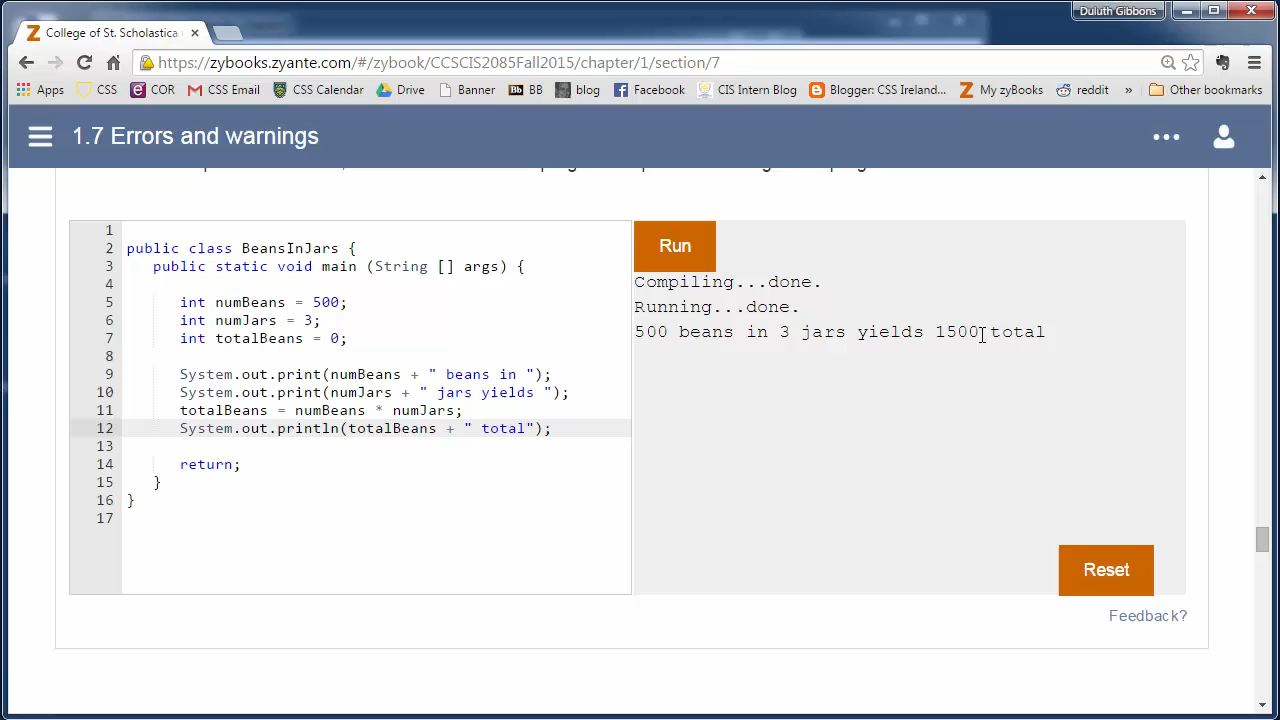 Duluth Gibbons
College of St. Scholastica
https://zybooks.zyante.com/#/zybook/CCSCIS2085Fall2015/chapter/1/section/7
Apps CSS COR CSS Email CSS Calendar Drive Banner Bb BB blog Facebook CIS Intern Blog Blogger: CSS Ireland... My zyBooks reddit » Other bookmarks
1.7 Errors and warnings
1
2 public class BeansInJars {
3 public static void main (String [] args) {
4
5 int numBeans = 500;
6 int numJars = 3;
7 int totalBeans = 0;
8
9 System.out.print(numBeans + " beans in ");
10 System.out.print(numJars + " jars yields ");
11 totalBeans = numBeans * numJars;
12 System.out.println(totalBeans + " total");
13
14 return;
15 }
16 }
17
Run
Compiling...done.
Running...done.
500 beans in 3 jars yields 1500 total
Reset
Feedback?